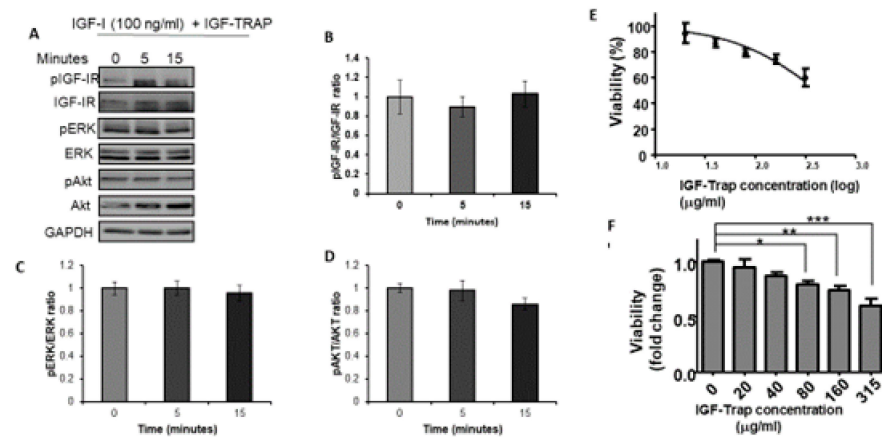 A
IGF-I (100 ng/ml) + IGF-TRAP
Minutes 0 5 15
pIGF-IR
IGF-IR
pERK
ERK
pAkt
Akt
GAPDH
B
pIGF-IR/IGF-IR ratio
1.4
1.2
1
0.8
0.6
0.4
0.2
0
0 5 15
Time (minutes)
C
pERK/ERK ratio
1.2
1
0.8
0.6
0.4
0.2
0
0 5 15
Time (minutes)
D
pAKT/AKT ratio
1.2
1
0.8
0.6
0.4
0.2
0
0 5 15
Time (minutes)
E
Viability (%)
100
80
60
40
20
0
1.0 1.5 2.0 2.5 3.0
IGF-Trap concentration (log)
(µg/ml)
F
Viability
(fold change)
1.0
0.5
0.0
***
**
*
0 20 40 80 160 315
IGF-Trap concentration
(µg/ml)